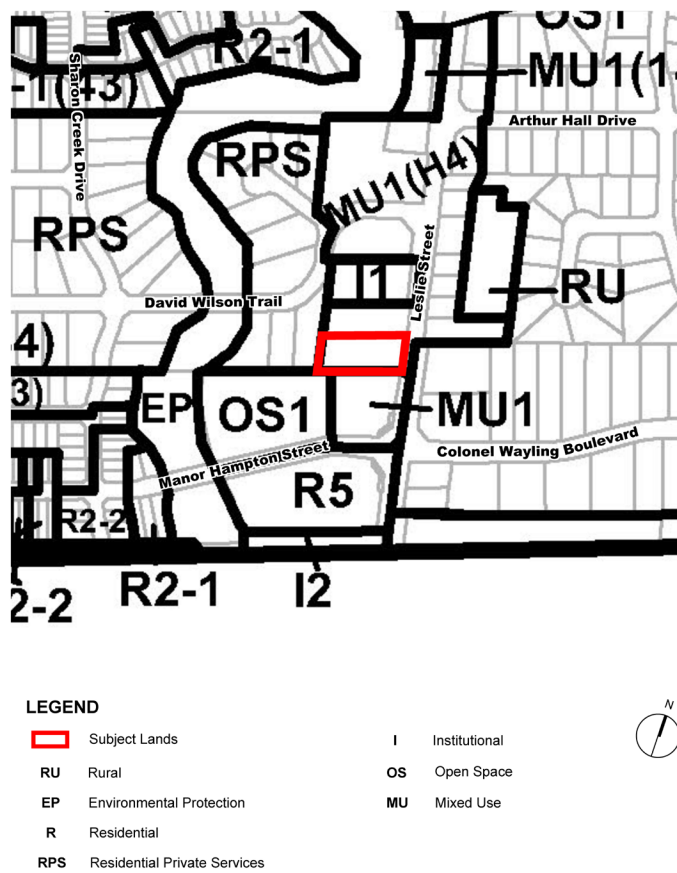 OS1
R2-1
MU1(1-
-1(43)
Sharon Creek Drive
Arthur Hall Drive
RPS
MU1(H4)
RPS
Leslie Street
I1
RU
David Wilson Trail
4)
3)
EP
OS1
MU1
Colonel Wayling Boulevard
Manor Hampton Street
R5
R2-2
2-2
R2-1
I2
LEGEND
N
Subject Lands
I Institutional
RU Rural
OS Open Space
EP Environmental Protection
MU Mixed Use
R Residential
RPS Residential Private Services